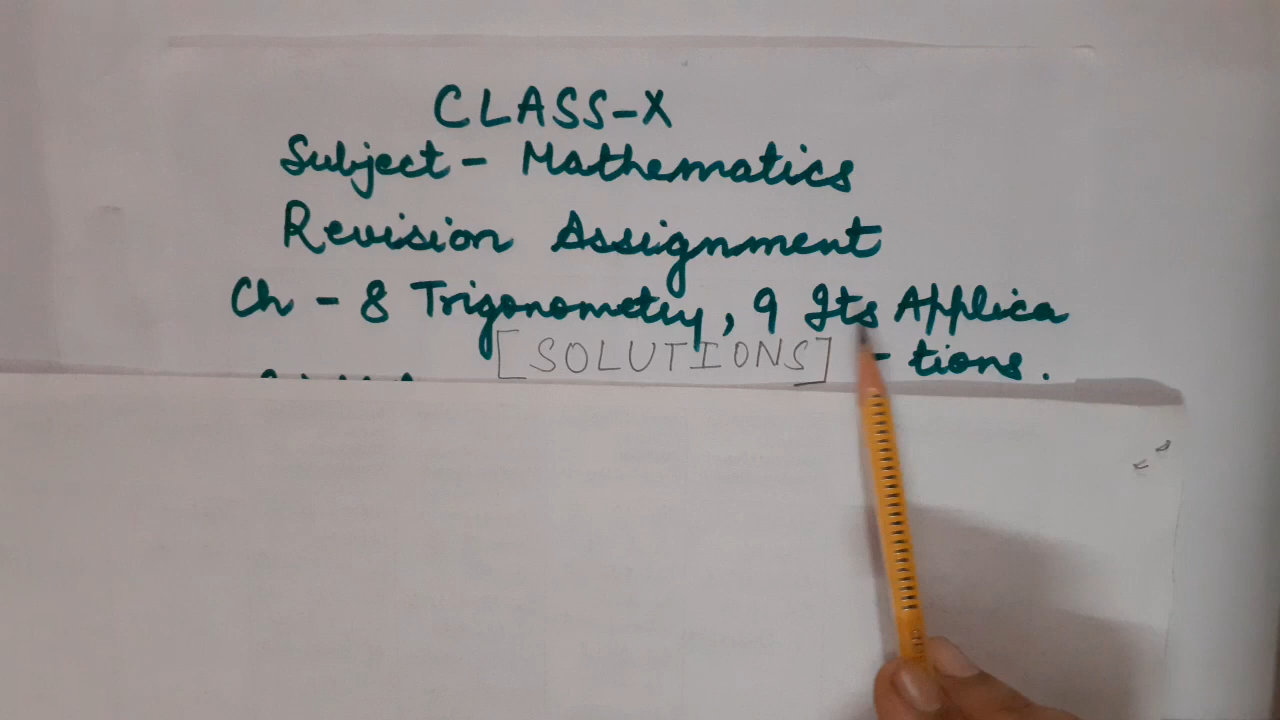 CLASS-X
Subject - Mathematics
Revision Assignment
Ch - 8 Trigonometry, 9 Its Applica
- tions.
[SOLUTIONS]